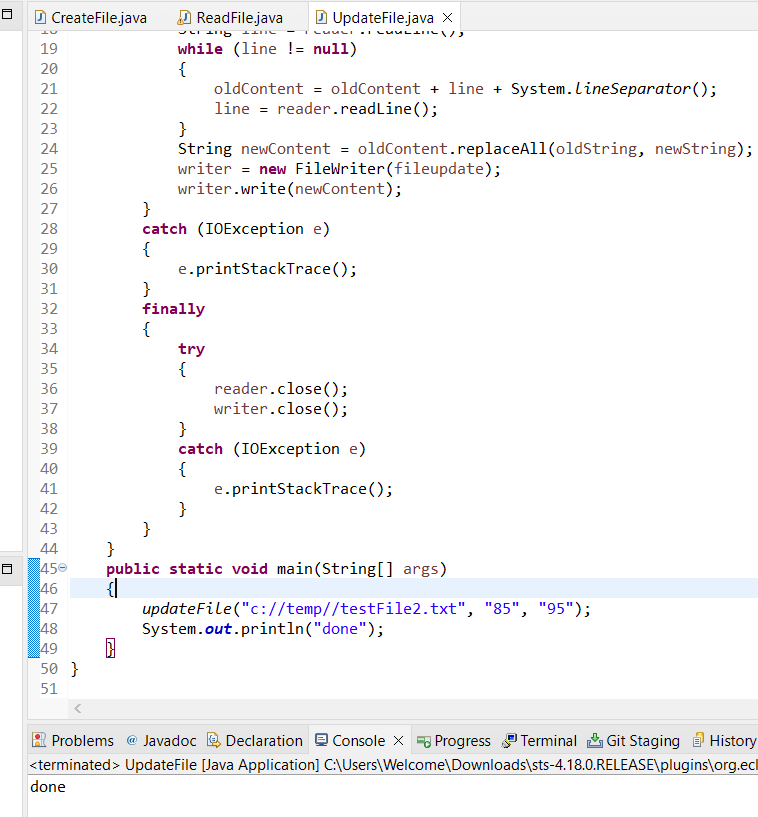 CreateFile.java ReadFile.java UpdateFile.java
18 String line = reader.readLine();
19 while (line != null)
20 {
21 oldContent = oldContent + line + System.lineSeparator();
22 line = reader.readLine();
23 }
24 String newContent = oldContent.replaceAll(oldString, newString);
25 writer = new FileWriter(fileupdate);
26 writer.write(newContent);
27 }
28 catch (IOException e)
29 {
30 e.printStackTrace();
31 }
32 finally
33 {
34 try
35 {
36 reader.close();
37 writer.close();
38 }
39 catch (IOException e)
40 {
41 e.printStackTrace();
42 }
43 }
44 }
45 public static void main(String[] args)
46 {
47 updateFile("c://temp//testFile2.txt", "85", "95");
48 System.out.println("done");
49 }
50 }
51
Problems Javadoc Declaration Console Progress Terminal Git Staging History
<terminated> UpdateFile [Java Application] C:\Users\Welcome\Downloads\sts-4.18.0.RELEASE\plugins\org.ecl
done